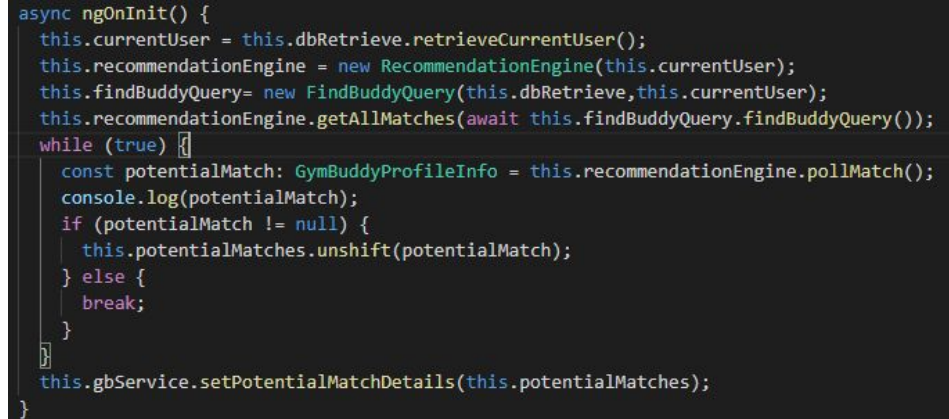 async ngOnInit() {
  this.currentUser = this.dbRetrieve.retrieveCurrentUser();
  this.recommendationEngine = new RecommendationEngine(this.currentUser);
  this.findBuddyQuery= new FindBuddyQuery(this.dbRetrieve,this.currentUser);
  this.recommendationEngine.getAllMatches(await this.findBuddyQuery.findBuddyQuery());
  while (true) {
    const potentialMatch: GymBuddyProfileInfo = this.recommendationEngine.pollMatch();
    console.log(potentialMatch);
    if (potentialMatch != null) {
      this.potentialMatches.unshift(potentialMatch);
    } else {
      break;
    }
  }
  this.gbService.setPotentialMatchDetails(this.potentialMatches);
}